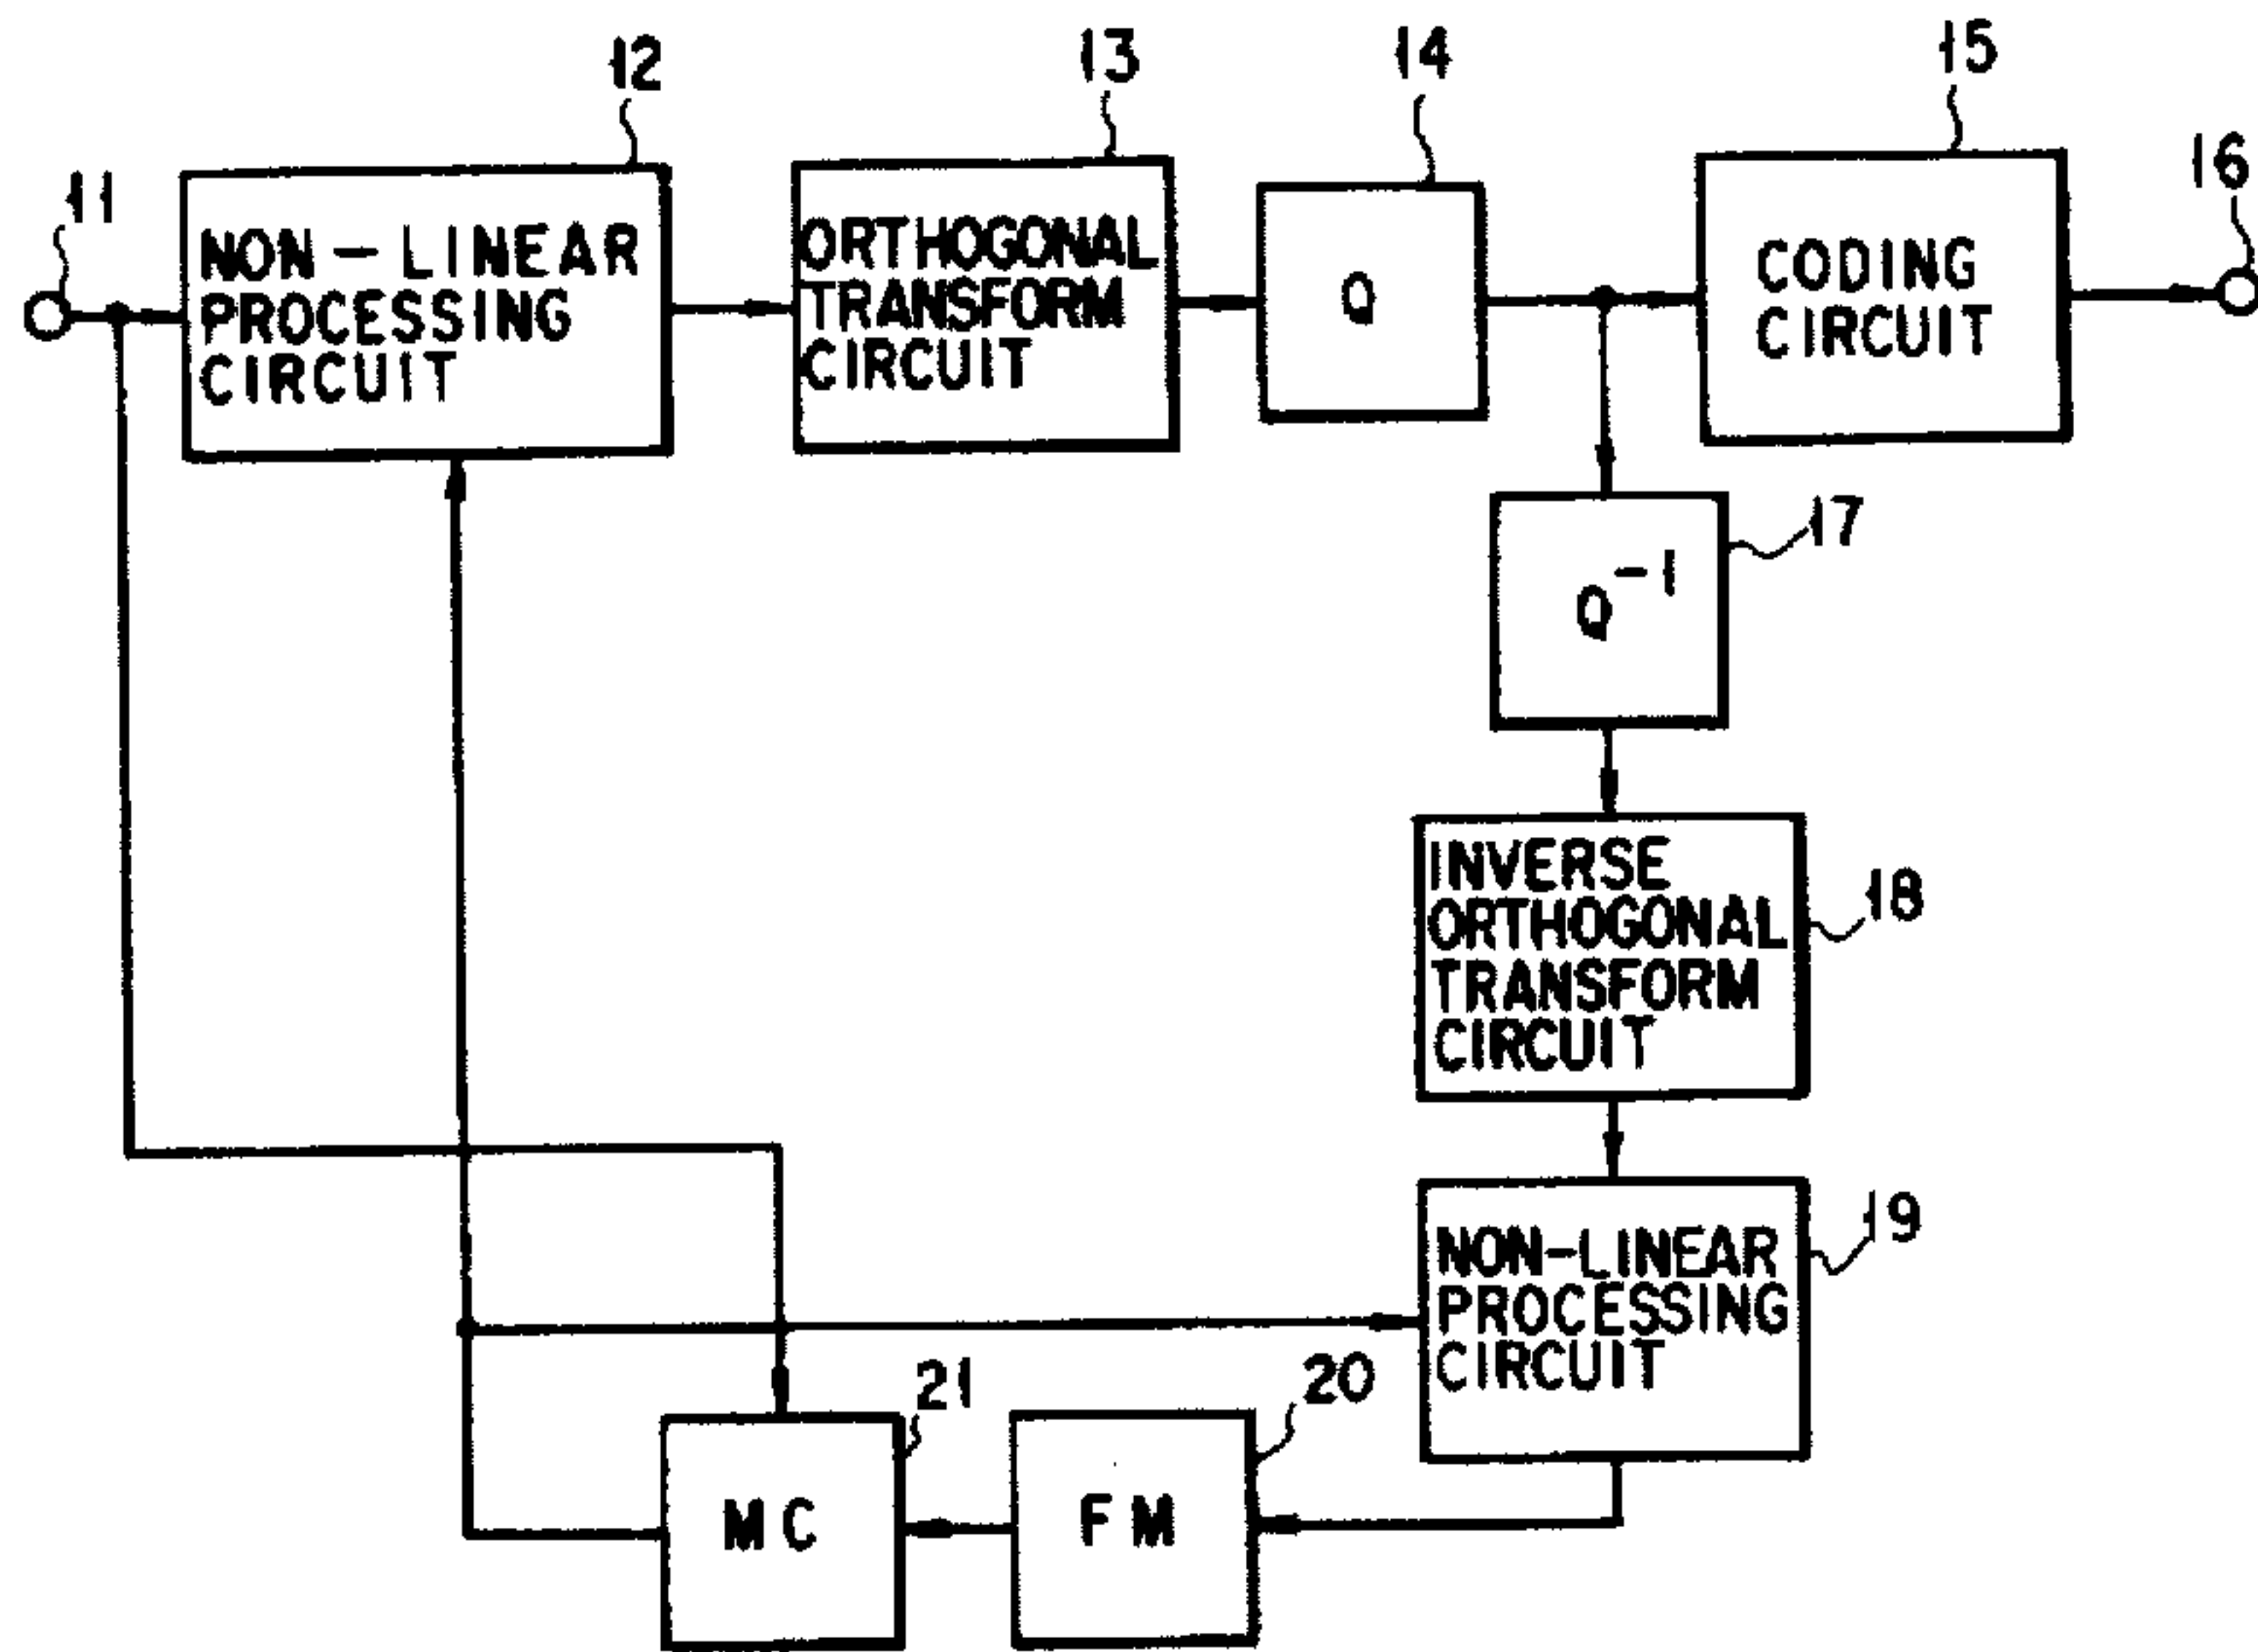 11
12
13
14
15
16
NON-LINEAR
PROCESSING
CIRCUIT
ORTHOGONAL
TRANSFORM
CIRCUIT
Q
CODING
CIRCUIT
Q⁻¹
17
INVERSE
ORTHOGONAL
TRANSFORM
CIRCUIT
18
NON-LINEAR
PROCESSING
CIRCUIT
19
20
21
MC
FM